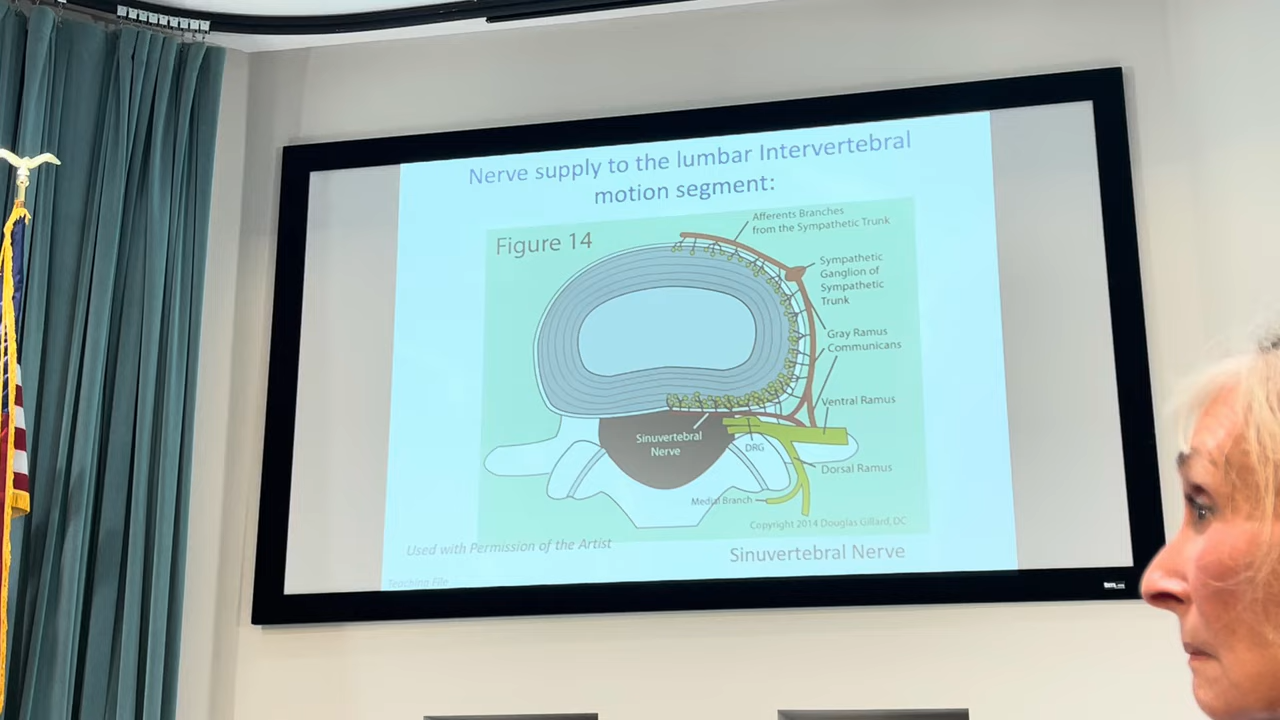 Nerve supply to the lumbar Intervertebral
motion segment:
Figure 14
Afferents Branches
from the Sympathetic Trunk
Sympathetic
Ganglion of
Sympathetic
Trunk
Gray Ramus
Communicans
Ventral Ramus
Sinuvertebral
Nerve
DRG
Dorsal Ramus
Medial Branch
Copyright 2014 Douglas Gillard, DC
Used with Permission of the Artist
Sinuvertebral Nerve
Teaching File